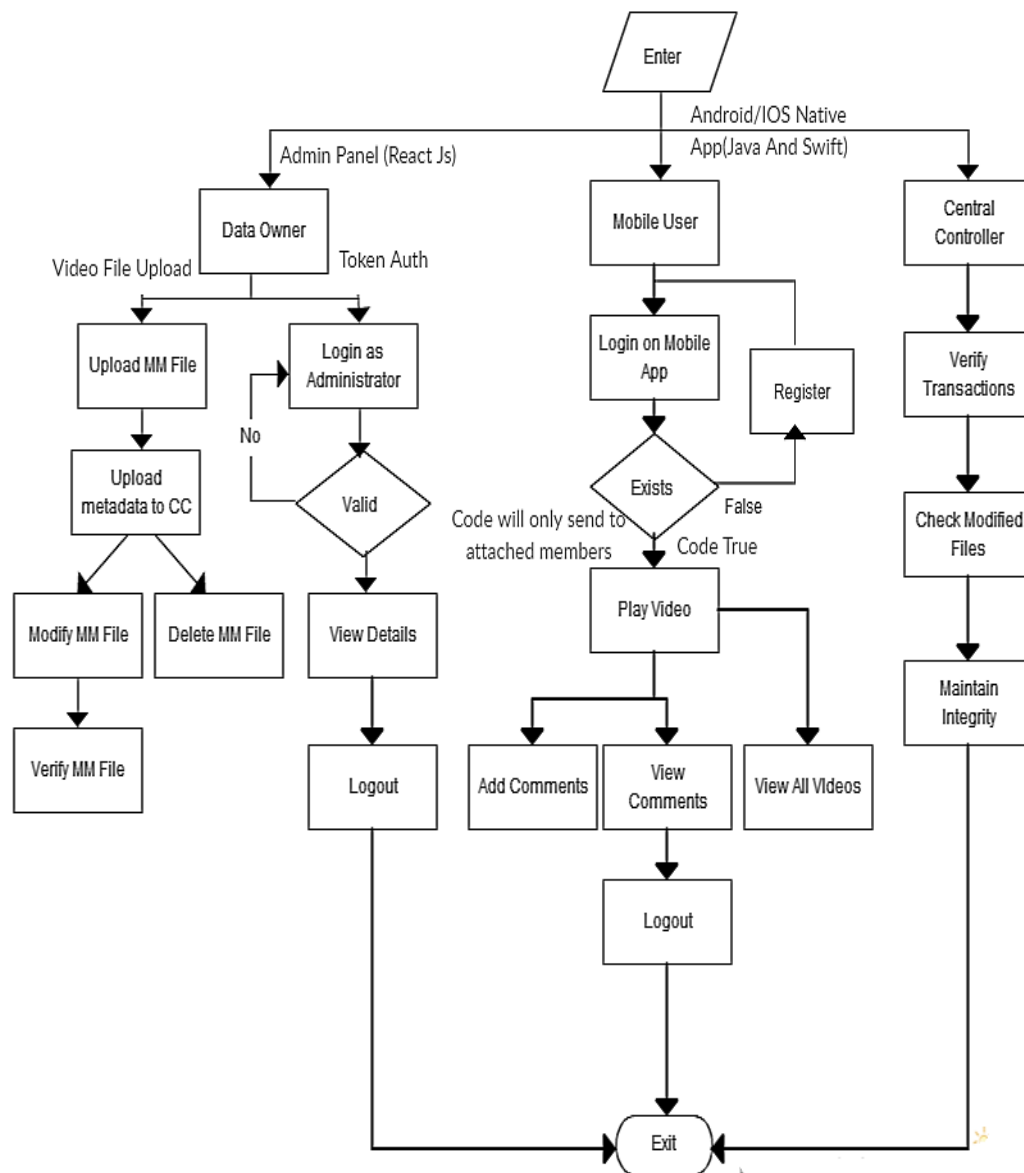 Enter
Android/IOS Native
App(Java And Swift)
Admin Panel (React Js)
Data Owner
Mobile User
Central
Controller
Video File Upload
Token Auth
Upload MM File
Login as
Administrator
Login on Mobile
App
Register
Verify
Transactions
No
Upload
metadata to CC
Valid
Exists
False
Code will only send to
attached members
Code True
Check Modified
Files
Modify MM File
Delete MM File
View Details
Play Video
Maintain
Integrity
Verify MM File
Logout
Add Comments
View
Comments
View All VIdeos
Logout
Exit